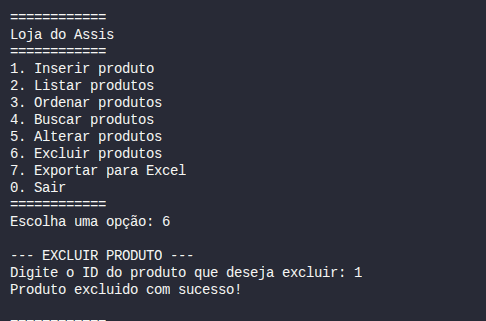 ============
Loja do Assis
============
1. Inserir produto
2. Listar produtos
3. Ordenar produtos
4. Buscar produtos
5. Alterar produtos
6. Excluir produtos
7. Exportar para Excel
0. Sair
============
Escolha uma opção: 6
--- EXCLUIR PRODUTO ---
Digite o ID do produto que deseja excluir: 1
Produto excluido com sucesso!
============